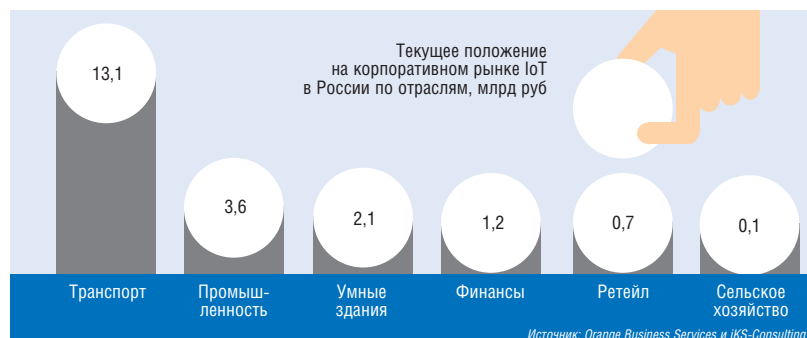 Текущее положение
на корпоративном рынке IoT
в России по отраслям, млрд руб
13,1
3,6
2,1
1,2
0,7
0,1
Транспорт
Промыш-
ленность
Умные
здания
Финансы
Ретейл
Сельское
хозяйство
Источник: Orange Business Services и iKS-Consulting